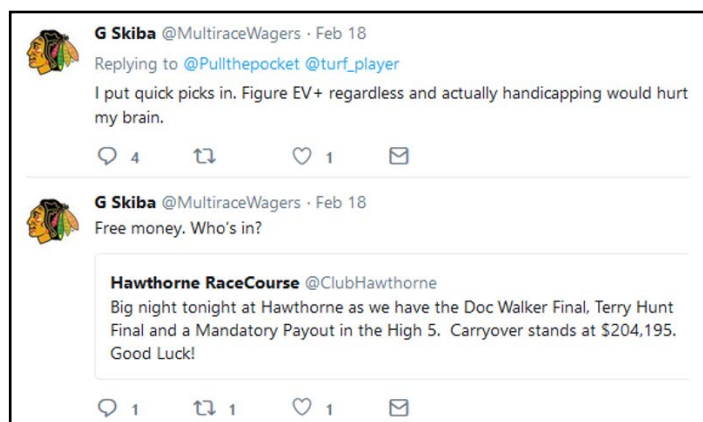 G Skiba @MultiraceWagers · Feb 18
Replying to @Pullthepocket @turf_player
I put quick picks in. Figure EV+ regardless and actually handicapping would hurt
my brain.
4 1
G Skiba @MultiraceWagers · Feb 18
Free money. Who's in?
Hawthorne RaceCourse @ClubHawthorne
Big night tonight at Hawthorne as we have the Doc Walker Final, Terry Hunt
Final and a Mandatory Payout in the High 5.  Carryover stands at $204,195.
Good Luck!
1 1 1